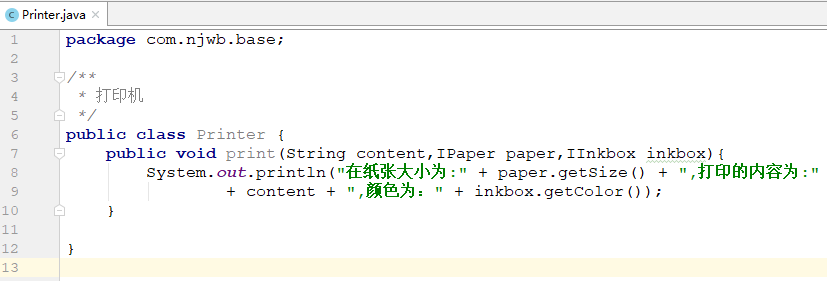 Printer.java
1 package com.njwb.base;
2
3 /**
4 * 打印机
5 */
6 public class Printer {
7 public void print(String content,IPaper paper,IInkbox inkbox){
8 System.out.println("在纸张大小为:" + paper.getSize() + ",打印的内容为:"
9 + content + ",颜色为：" + inkbox.getColor());
10 }
11
12 }
13